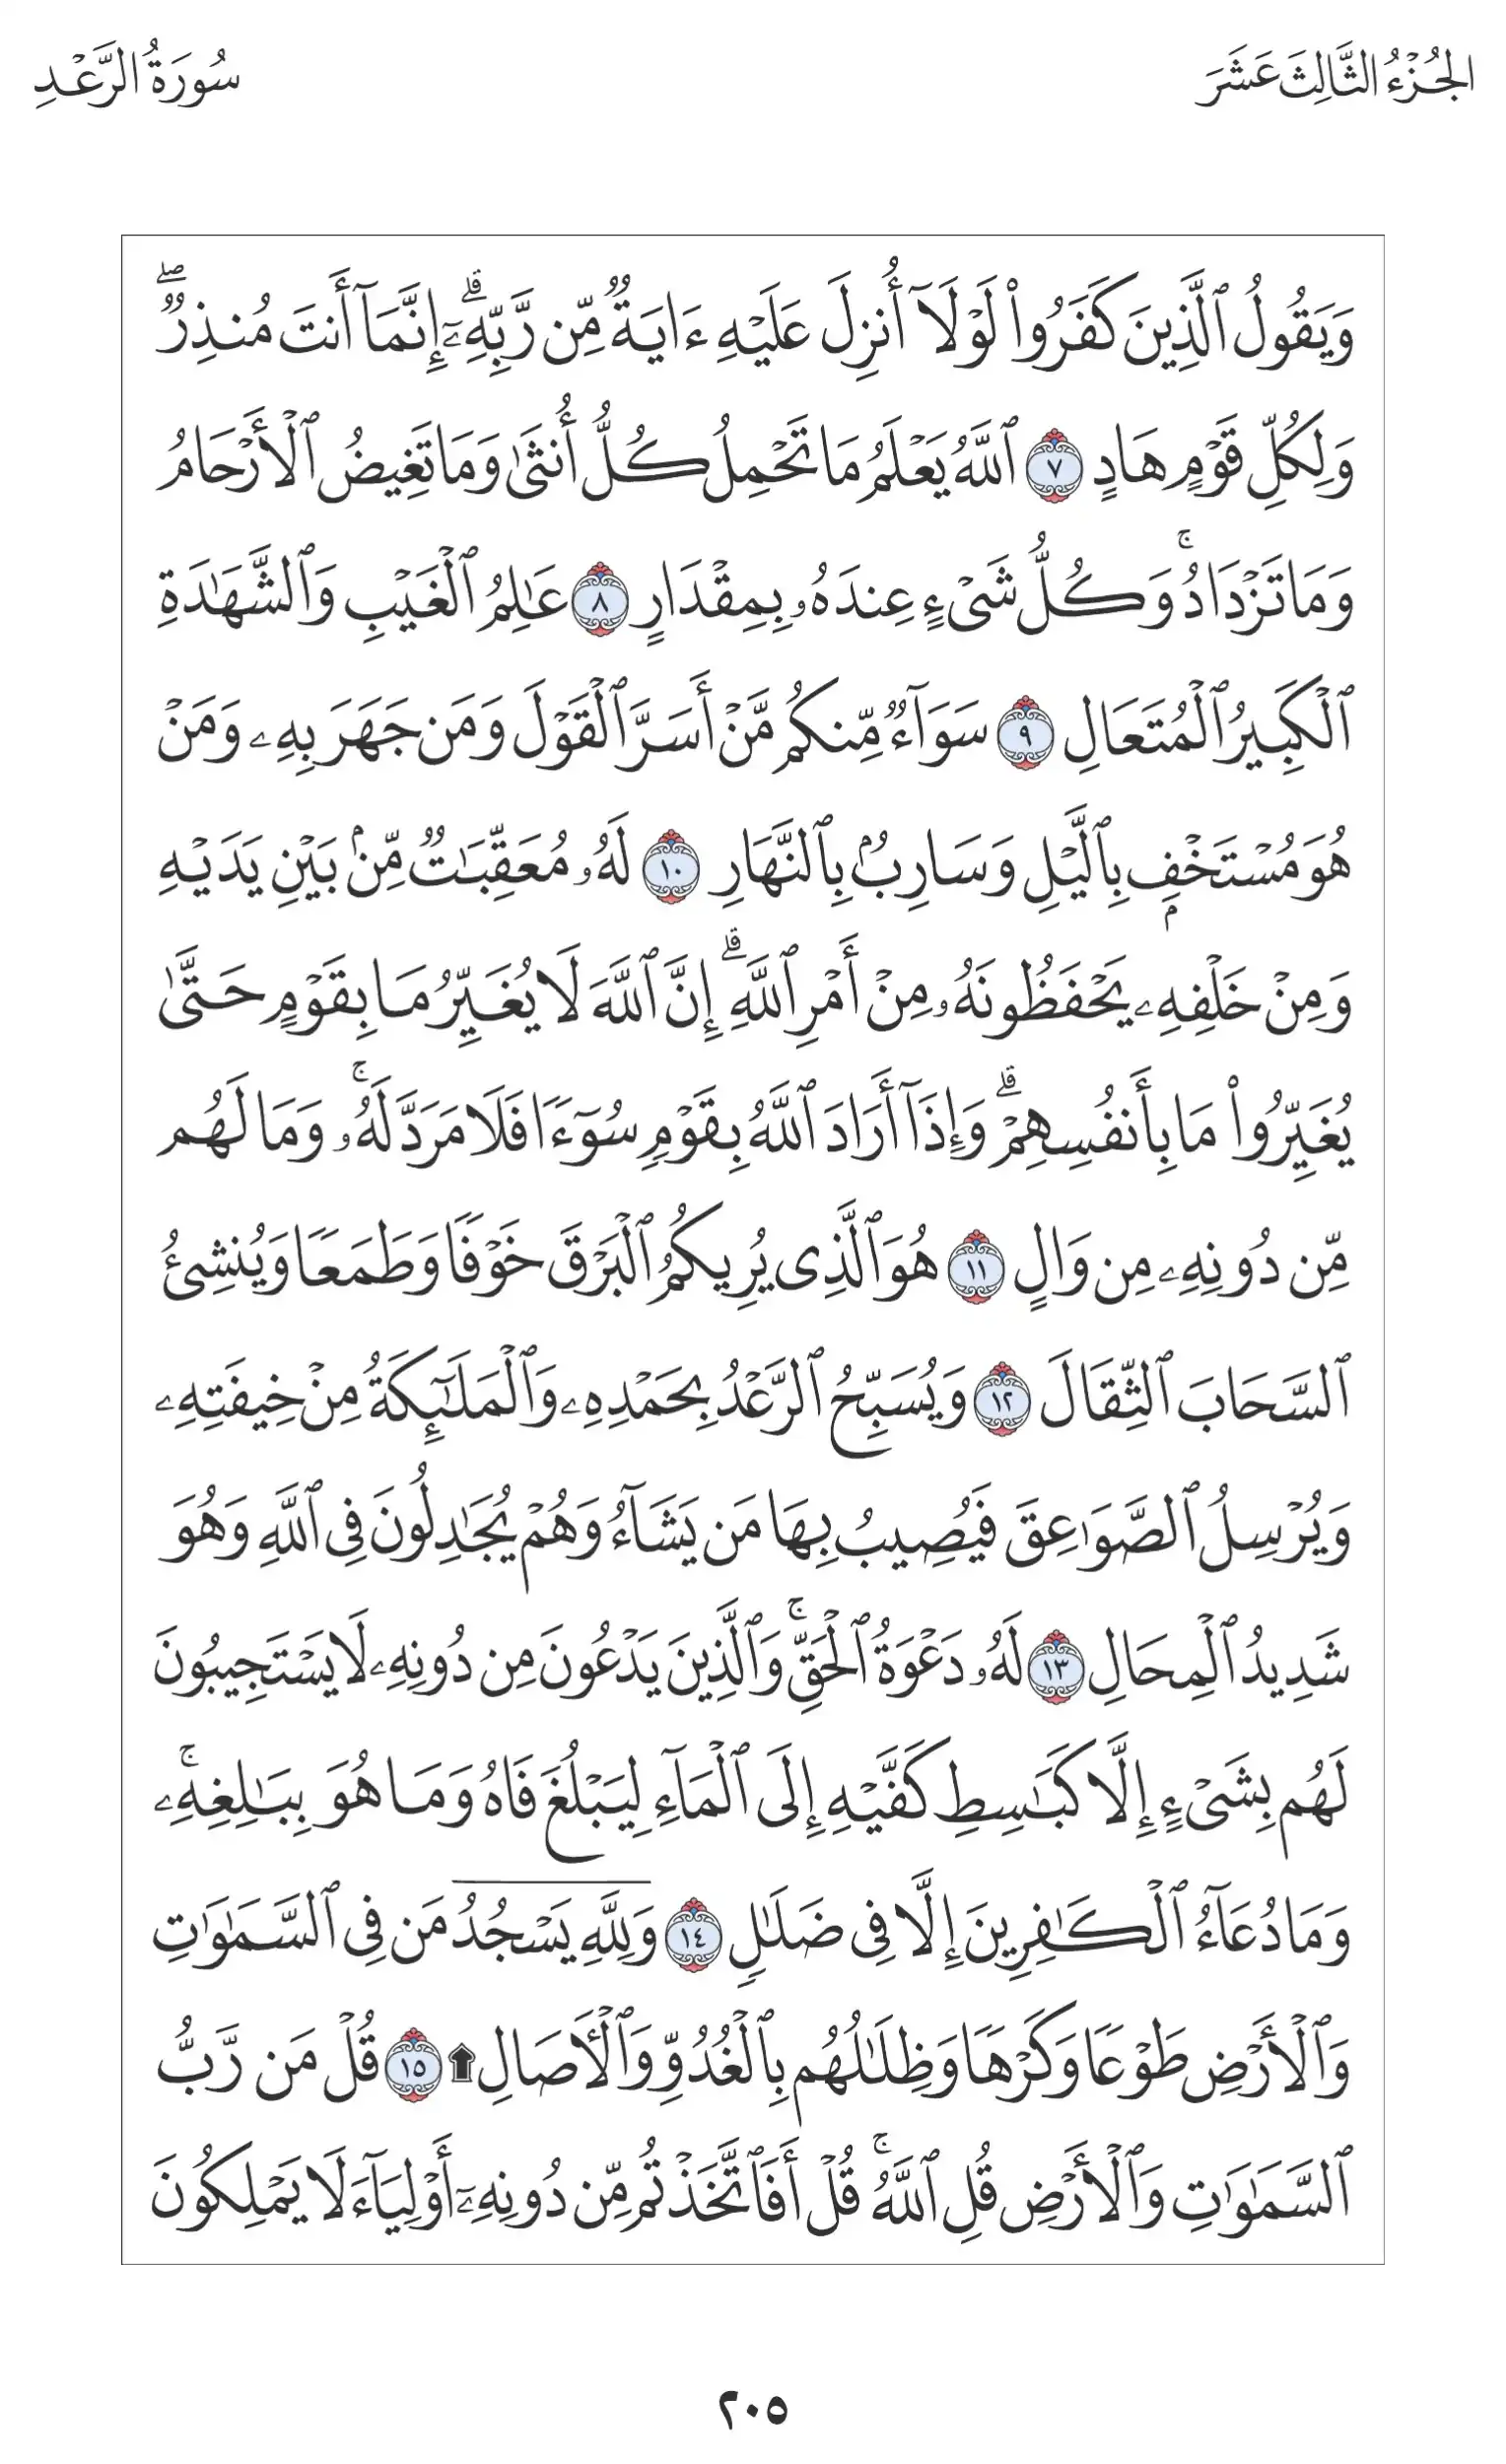 الجُزْءُ الثَّالِثَ عَشَرَ
سُورَةُ الرَّعْدِ
وَيَقُولُ ٱلَّذِينَ كَفَرُوا۟ لَوْلَآ أُنزِلَ عَلَيْهِ ءَايَةٌ مِّن رَّبِّهِۦٓ ۗ إِنَّمَآ أَنتَ مُنذِرٌ ۖ
وَلِكُلِّ قَوْمٍ هَادٍ ٧ ٱللَّهُ يَعْلَمُ مَا تَحْمِلُ كُلُّ أُنثَىٰ وَمَا تَغِيضُ ٱلْأَرْحَامُ
وَمَا تَزْدَادُ ۚ وَكُلُّ شَىْءٍ عِندَهُۥ بِمِقْدَارٍ ٨ عَـٰلِمُ ٱلْغَيْبِ وَٱلشَّهَـٰدَةِ
ٱلْكَبِيرُ ٱلْمُتَعَالِ ٩ سَوَآءٌ مِّنكُم مَّنْ أَسَرَّ ٱلْقَوْلَ وَمَن جَهَرَ بِهِۦ وَمَنْ
هُوَ مُسْتَخْفٍۭ بِٱلَّيْلِ وَسَارِبٌۢ بِٱلنَّهَارِ ١٠ لَهُۥ مُعَقِّبَـٰتٌ مِّنۢ بَيْنِ يَدَيْهِ
وَمِنْ خَلْفِهِۦ يَحْفَظُونَهُۥ مِنْ أَمْرِ ٱللَّهِ ۗ إِنَّ ٱللَّهَ لَا يُغَيِّرُ مَا بِقَوْمٍ حَتَّىٰ
يُغَيِّرُوا۟ مَا بِأَنفُسِهِمْ ۗ وَإِذَآ أَرَادَ ٱللَّهُ بِقَوْمٍ سُوٓءًا فَلَا مَرَدَّ لَهُۥ ۚ وَمَا لَهُم
مِّن دُونِهِۦ مِن وَالٍ ١١ هُوَ ٱلَّذِى يُرِيكُمُ ٱلْبَرْقَ خَوْفًا وَطَمَعًا وَيُنشِئُ
ٱلسَّحَابَ ٱلثِّقَالَ ١٢ وَيُسَبِّحُ ٱلرَّعْدُ بِحَمْدِهِۦ وَٱلْمَلَـٰٓئِكَةُ مِنْ خِيفَتِهِۦ
وَيُرْسِلُ ٱلصَّوَٰعِقَ فَيُصِيبُ بِهَا مَن يَشَآءُ وَهُمْ يُجَـٰدِلُونَ فِى ٱللَّهِ وَهُوَ
شَدِيدُ ٱلْمِحَالِ ١٣ لَهُۥ دَعْوَةُ ٱلْحَقِّ ۚ وَٱلَّذِينَ يَدْعُونَ مِن دُونِهِۦ لَا يَسْتَجِيبُونَ
لَهُم بِشَىْءٍ إِلَّا كَبَـٰسِطِ كَفَّيْهِ إِلَى ٱلْمَآءِ لِيَبْلُغَ فَاهُ وَمَا هُوَ بِبَـٰلِغِهِۦ ۚ
وَمَا دُعَآءُ ٱلْكَـٰفِرِينَ إِلَّا فِى ضَلَـٰلٍ ١٤ وَلِلَّهِ يَسْجُدُ مَن فِى ٱلسَّمَـٰوَٰتِ
وَٱلْأَرْضِ طَوْعًا وَكَرْهًا وَظِلَـٰلُهُم بِٱلْغُدُوِّ وَٱلْـَٔاصَالِ ۩ ١٥ قُلْ مَن رَّبُّ
ٱلسَّمَـٰوَٰتِ وَٱلْأَرْضِ قُلِ ٱللَّهُ ۚ قُلْ أَفَٱتَّخَذْتُم مِّن دُونِهِۦٓ أَوْلِيَآءَ لَا يَمْلِكُونَ
٢٠٥